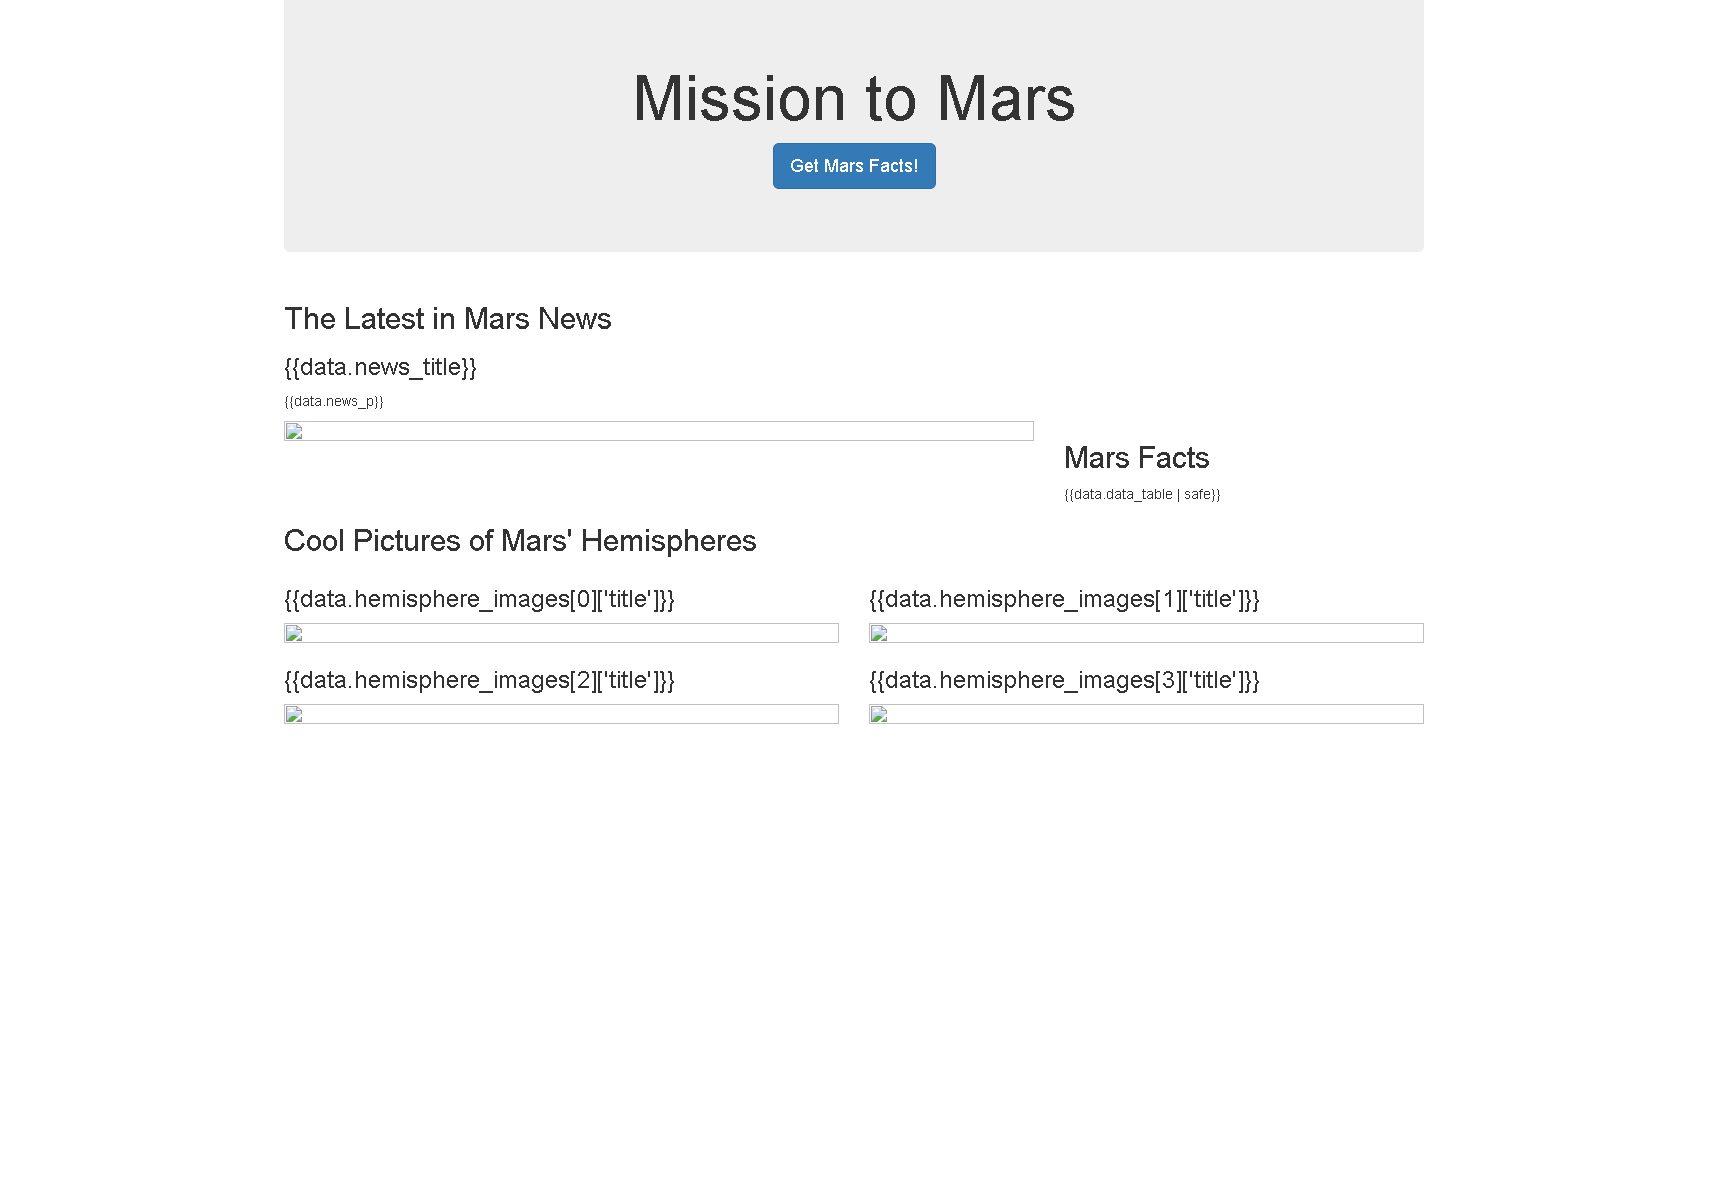 Mission to Mars
Get Mars Facts!
The Latest in Mars News
{{data.news_title}}
{{data.news_p}}
Mars Facts
{{data.data_table | safe}}
Cool Pictures of Mars' Hemispheres
{{data.hemisphere_images[0]['title']}}
{{data.hemisphere_images[1]['title']}}
{{data.hemisphere_images[2]['title']}}
{{data.hemisphere_images[3]['title']}}